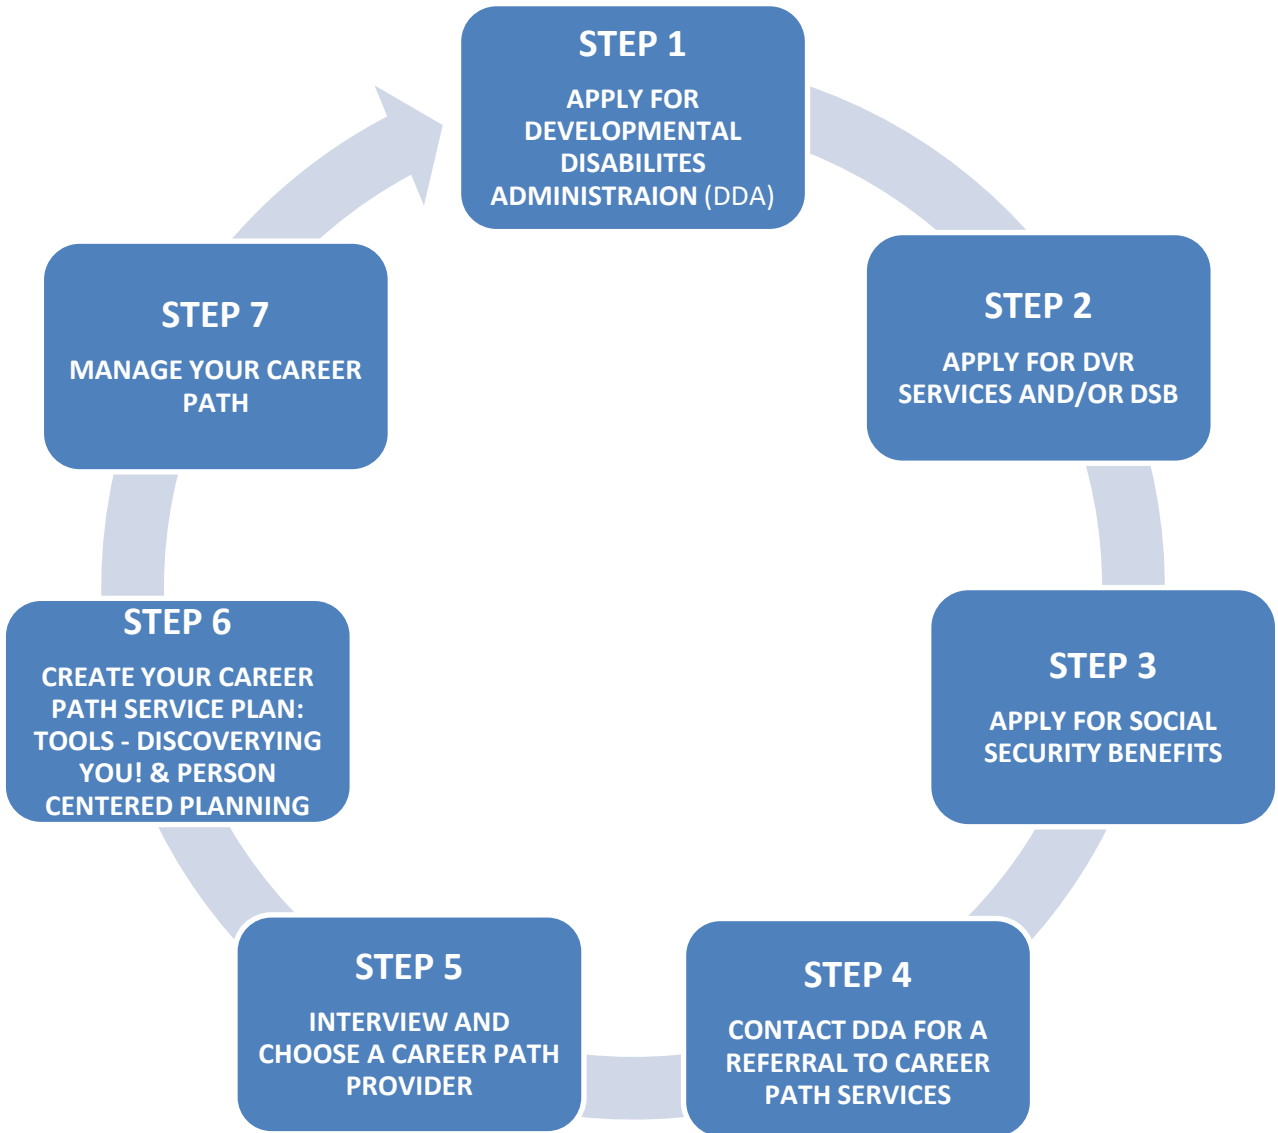 STEP 1
APPLY FOR
DEVELOPMENTAL
DISABILITES
ADMINISTRAION (DDA)
STEP 2
APPLY FOR DVR
SERVICES AND/OR DSB
STEP 3
APPLY FOR SOCIAL
SECURITY BENEFITS
STEP 4
CONTACT DDA FOR A
REFERRAL TO CAREER
PATH SERVICES
STEP 5
INTERVIEW AND
CHOOSE A CAREER PATH
PROVIDER
STEP 6
CREATE YOUR CAREER
PATH SERVICE PLAN:
TOOLS - DISCOVERYING
YOU! & PERSON
CENTERED PLANNING
STEP 7
MANAGE YOUR CAREER
PATH